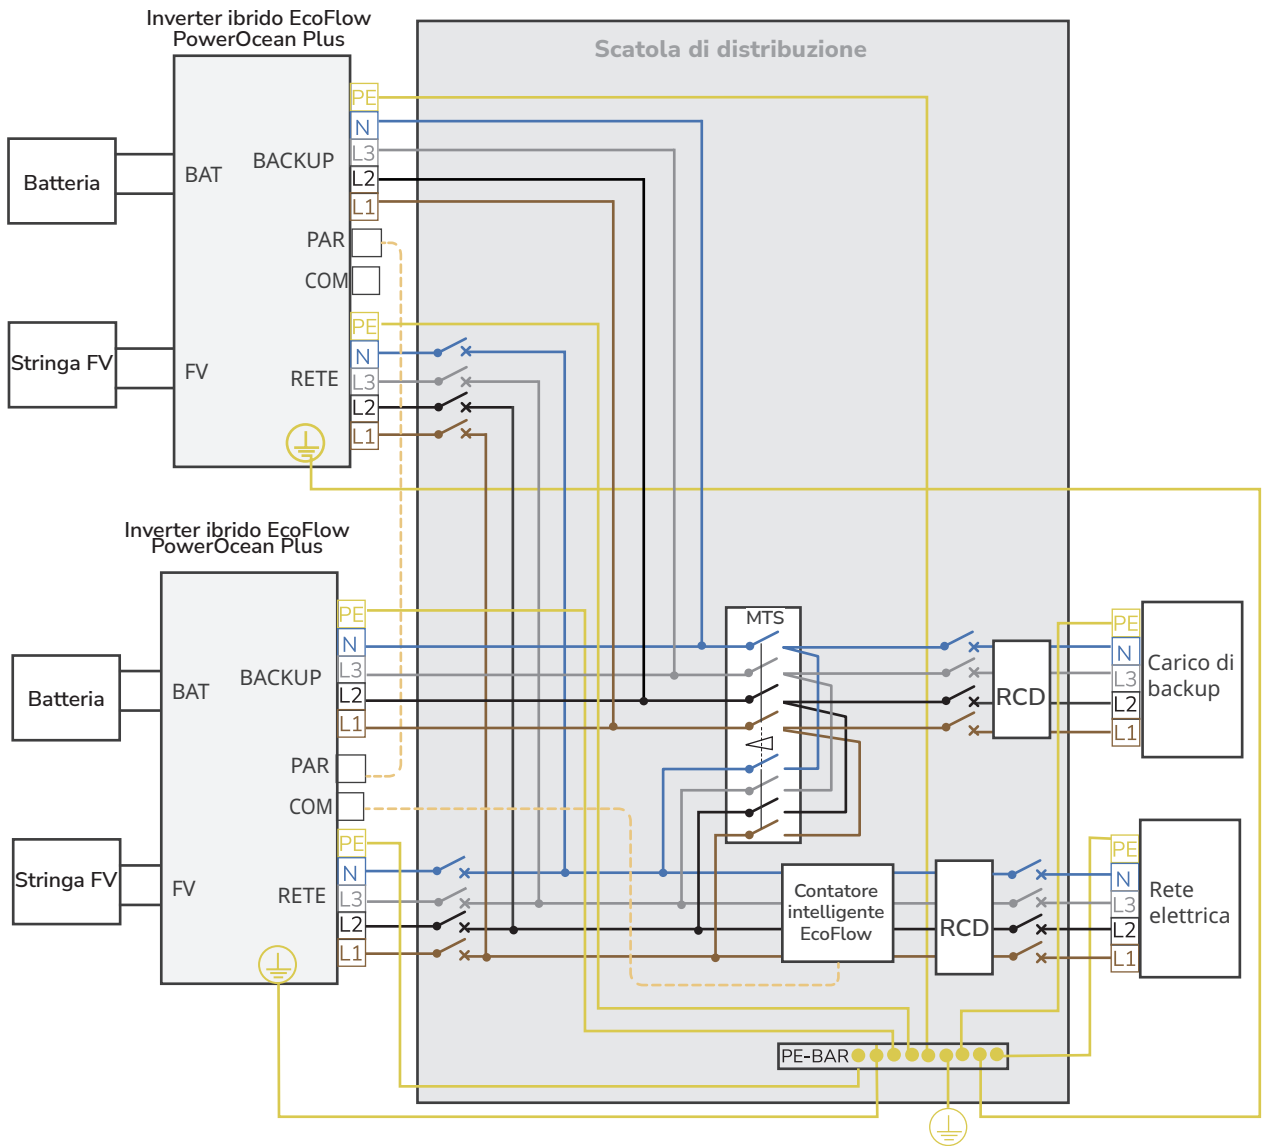 Inverter ibrido EcoFlow
PowerOcean Plus
Scatola di distribuzione
PE
N
L3
L2
L1
BACKUP
BAT
Batteria
PAR
COM
PE
N
L3
L2
L1
RETE
FV
Stringa FV
Inverter ibrido EcoFlow
PowerOcean Plus
PE
N
L3
L2
L1
BACKUP
BAT
Batteria
PAR
COM
PE
N
L3
L2
L1
RETE
FV
Stringa FV
MTS
RCD
PE
N
L3
L2
L1
Carico di
backup
Contatore
intelligente
EcoFlow
RCD
PE
N
L3
L2
L1
Rete
elettrica
PE-BAR